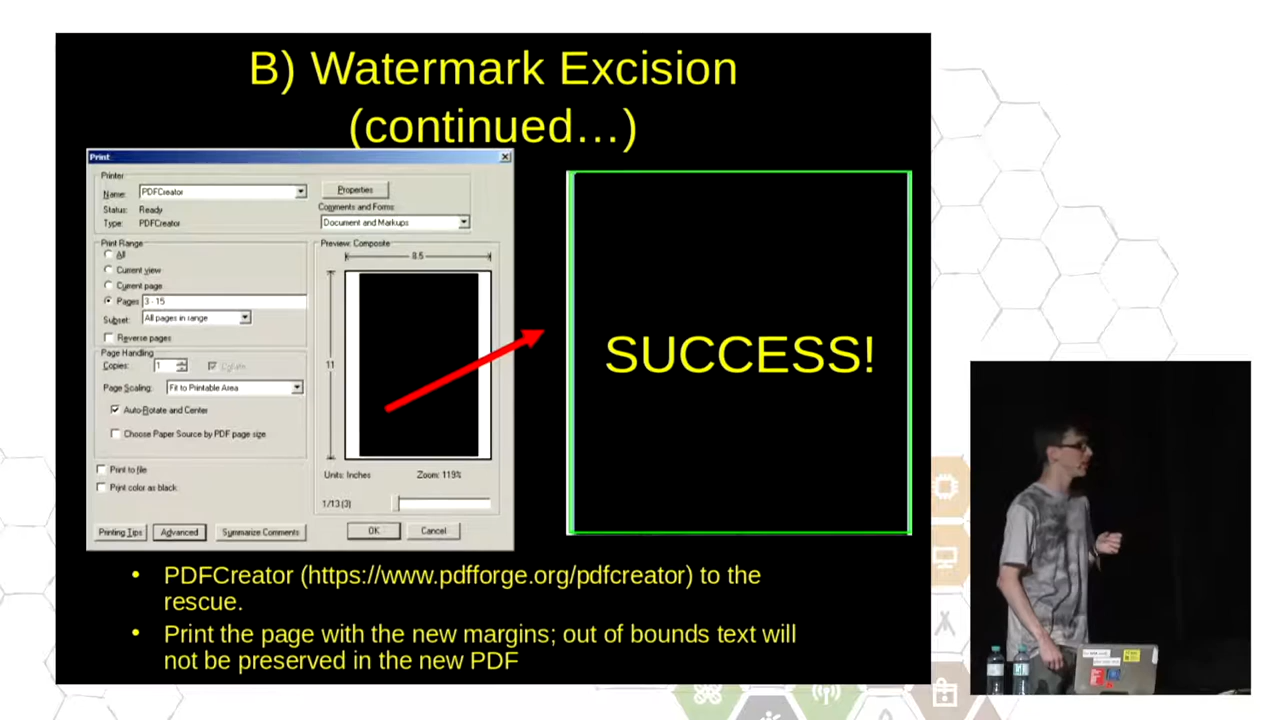 B) Watermark Excision
(continued...)
Print
Printer
Name: PDFCreator
Properties
Status: Ready
Comments and Forms:
Type: PDFCreator
Document and Markups
Print Range
All
Current view
Current page
Pages 3 - 15
Subset: All pages in range
Reverse pages
Page Handling
Copies: 1
Collate
Page Scaling: Fit to Printable Area
Auto-Rotate and Center
Choose Paper Source by PDF page size
Print to file
Print color as black
Preview: Composite
8.5
11
Units: Inches Zoom: 119%
1/13 (3)
Printing Tips Advanced Summarize Comments OK Cancel
SUCCESS!
• PDFCreator (https://www.pdfforge.org/pdfcreator) to the
rescue.
• Print the page with the new margins; out of bounds text will
not be preserved in the new PDF